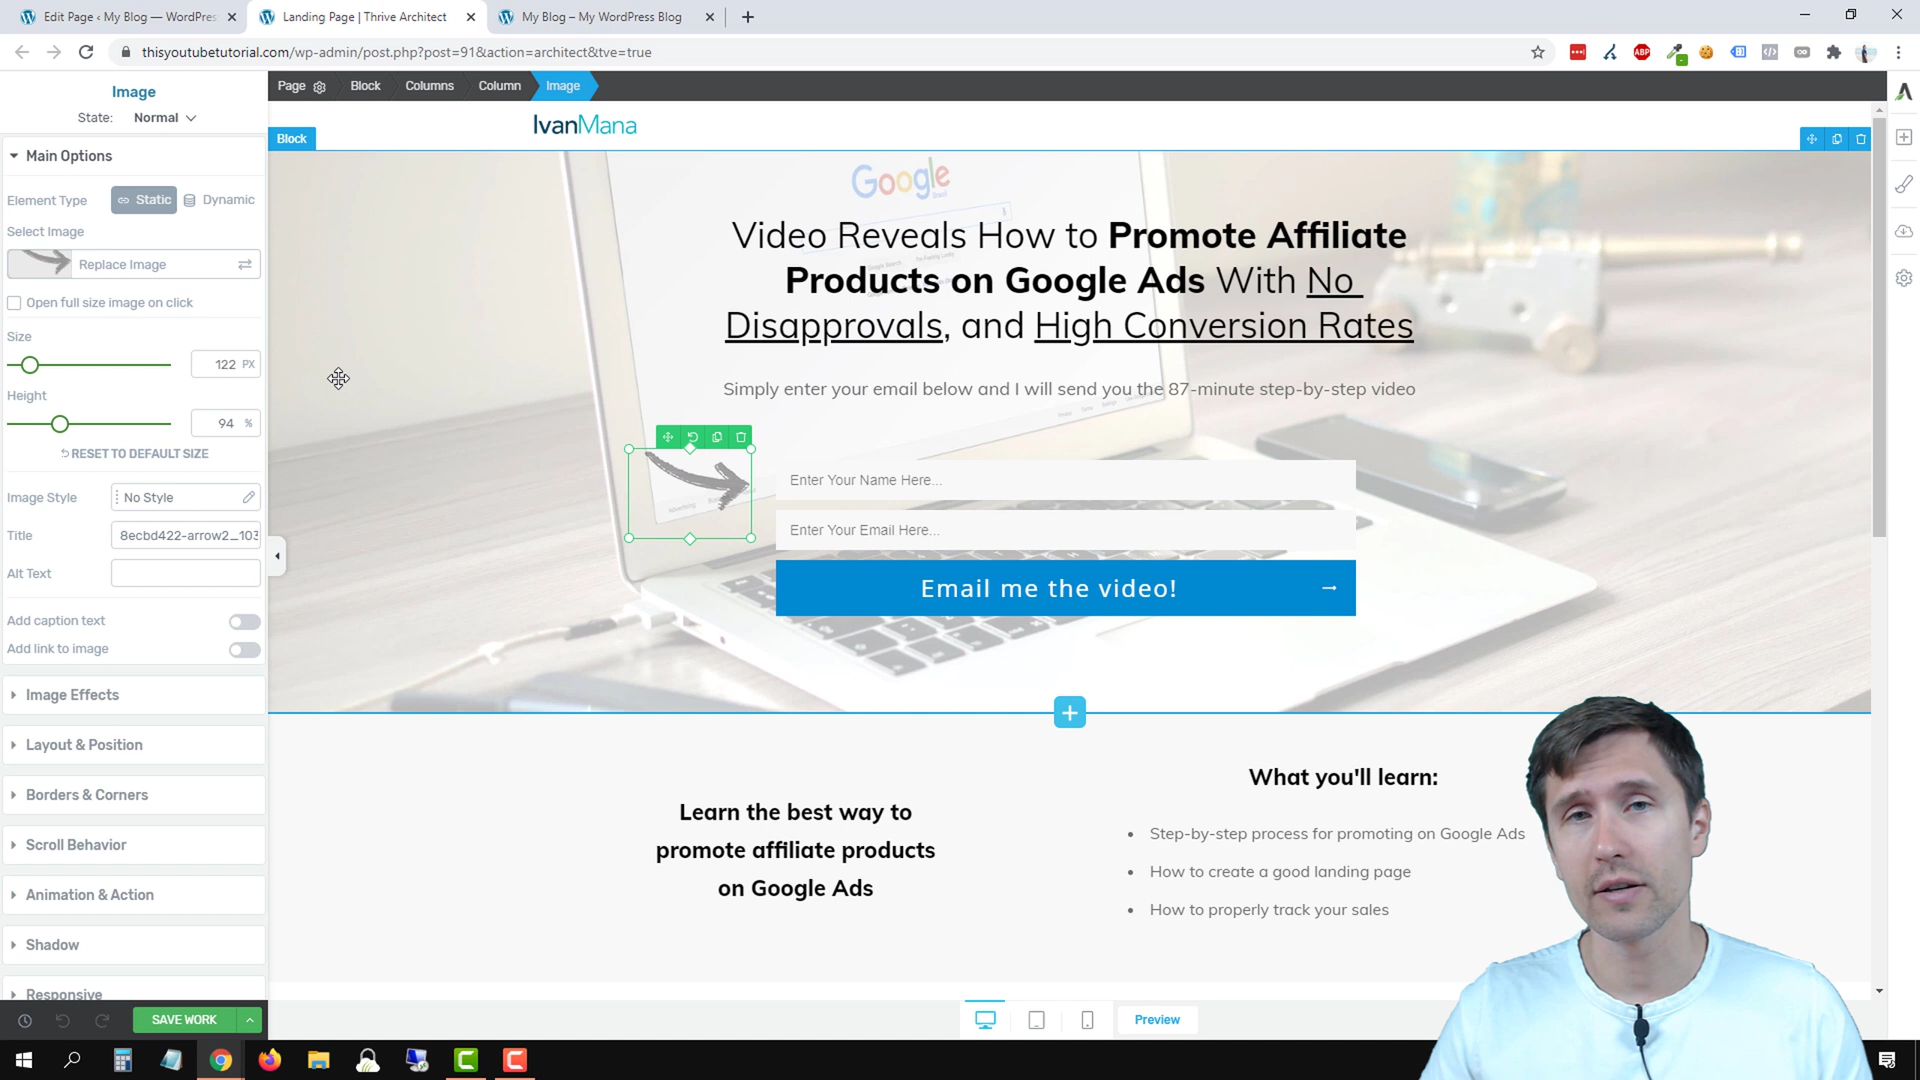 Edit Page ‹ My Blog — WordPres
Landing Page | Thrive Architect
My Blog – My WordPress Blog
thisyoutubetutorial.com/wp-admin/post.php?post=91&action=architect&tve=true
ABP
Image
State: Normal
Page
Block
Columns
Column
Image
IvanMana
Block
Main Options
Element Type
Static
Dynamic
Select Image
Replace Image
Open full size image on click
Size
122 PX
Height
94 %
RESET TO DEFAULT SIZE
Image Style
No Style
Title
8ecbd422-arrow2_103
Alt Text
Add caption text
Add link to image
Image Effects
Layout & Position
Borders & Corners
Scroll Behavior
Animation & Action
Shadow
Responsive
SAVE WORK
Google
Video Reveals How to Promote Affiliate
Products on Google Ads With No
Disapprovals, and High Conversion Rates
Simply enter your email below and I will send you the 87-minute step-by-step video
Enter Your Name Here...
Enter Your Email Here...
Email me the video!
Learn the best way to
promote affiliate products
on Google Ads
What you'll learn:
Step-by-step process for promoting on Google Ads
How to create a good landing page
How to properly track your sales
Preview